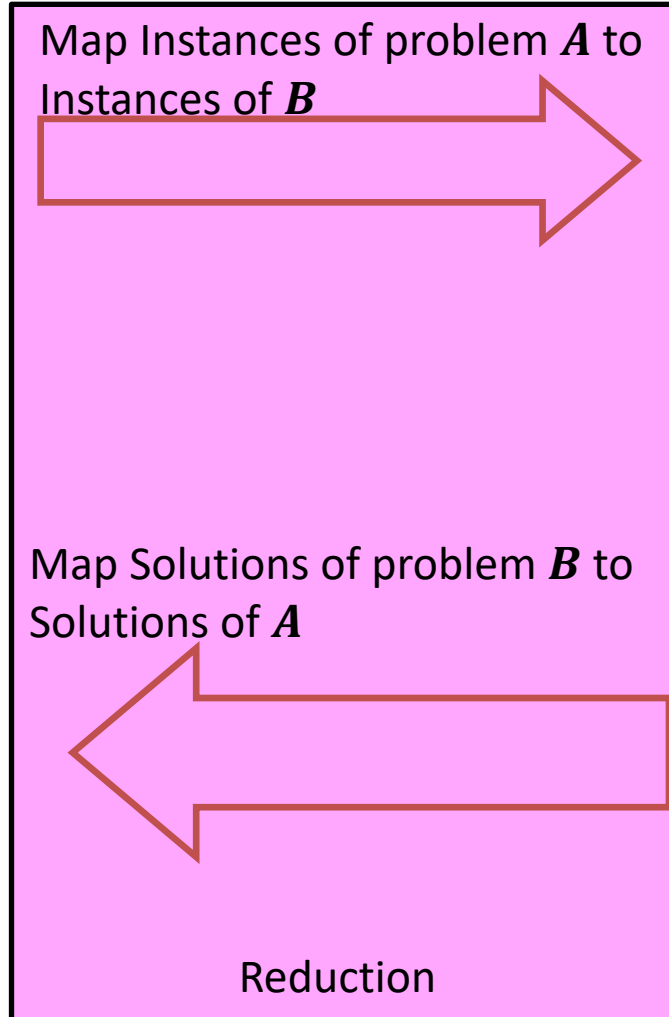 Map Instances of problem A to
Instances of B
Map Solutions of problem B to
Solutions of A
Reduction